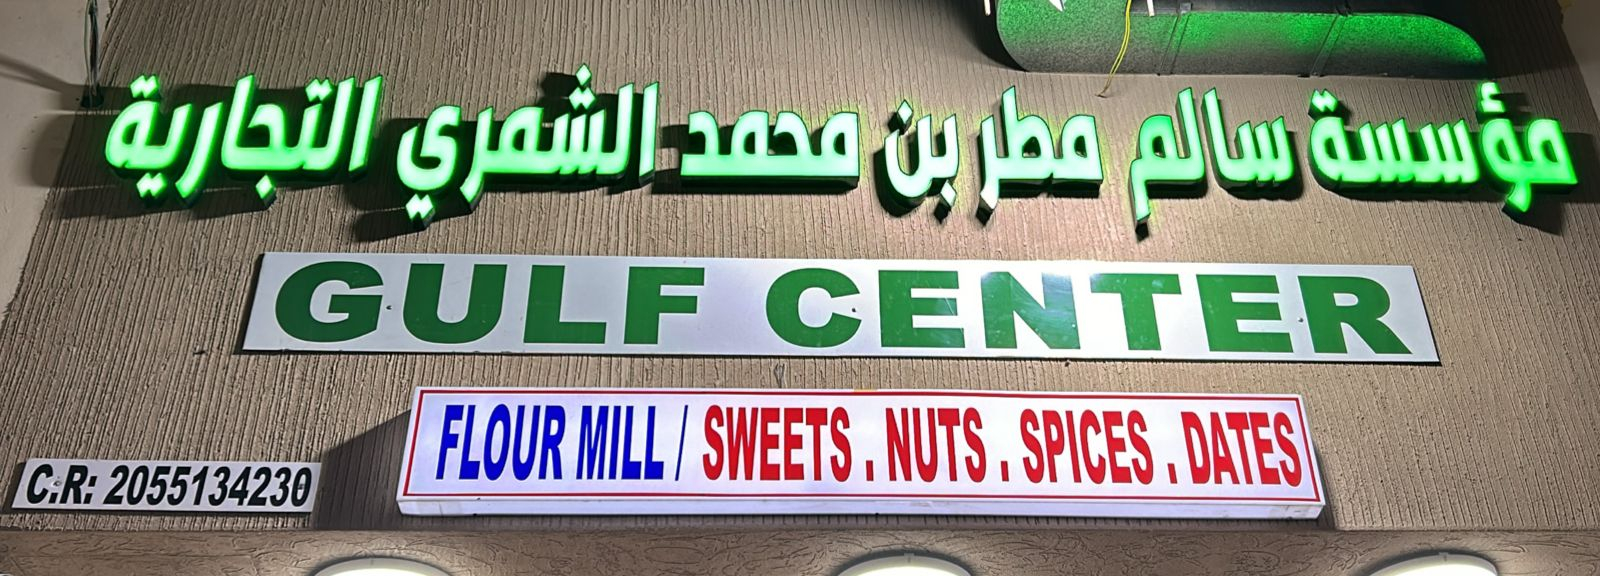 مؤسسة سالم مطر بن محمد الشمري التجارية
GULF CENTER
FLOUR MILL / SWEETS . NUTS . SPICES . DATES
C.R: 2055134230